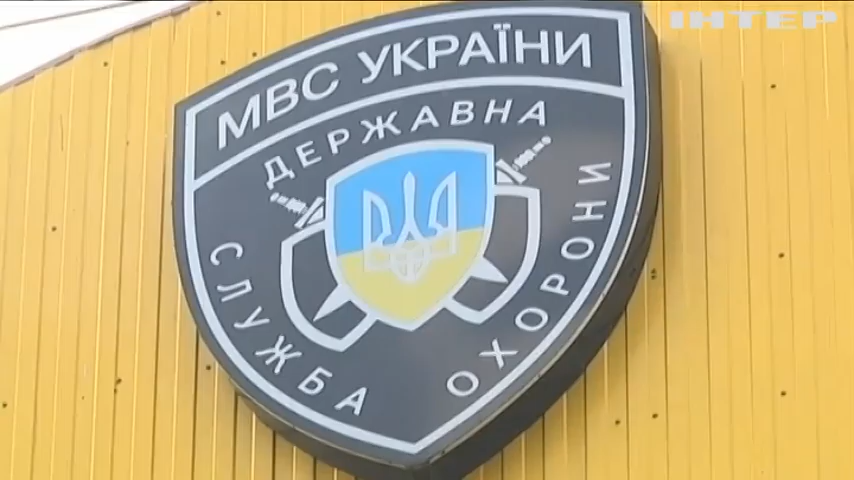 ІНТЕР
МВС УКРАЇНИ
ДЕРЖАВНА
СЛУЖБА
ОХОРОНИ